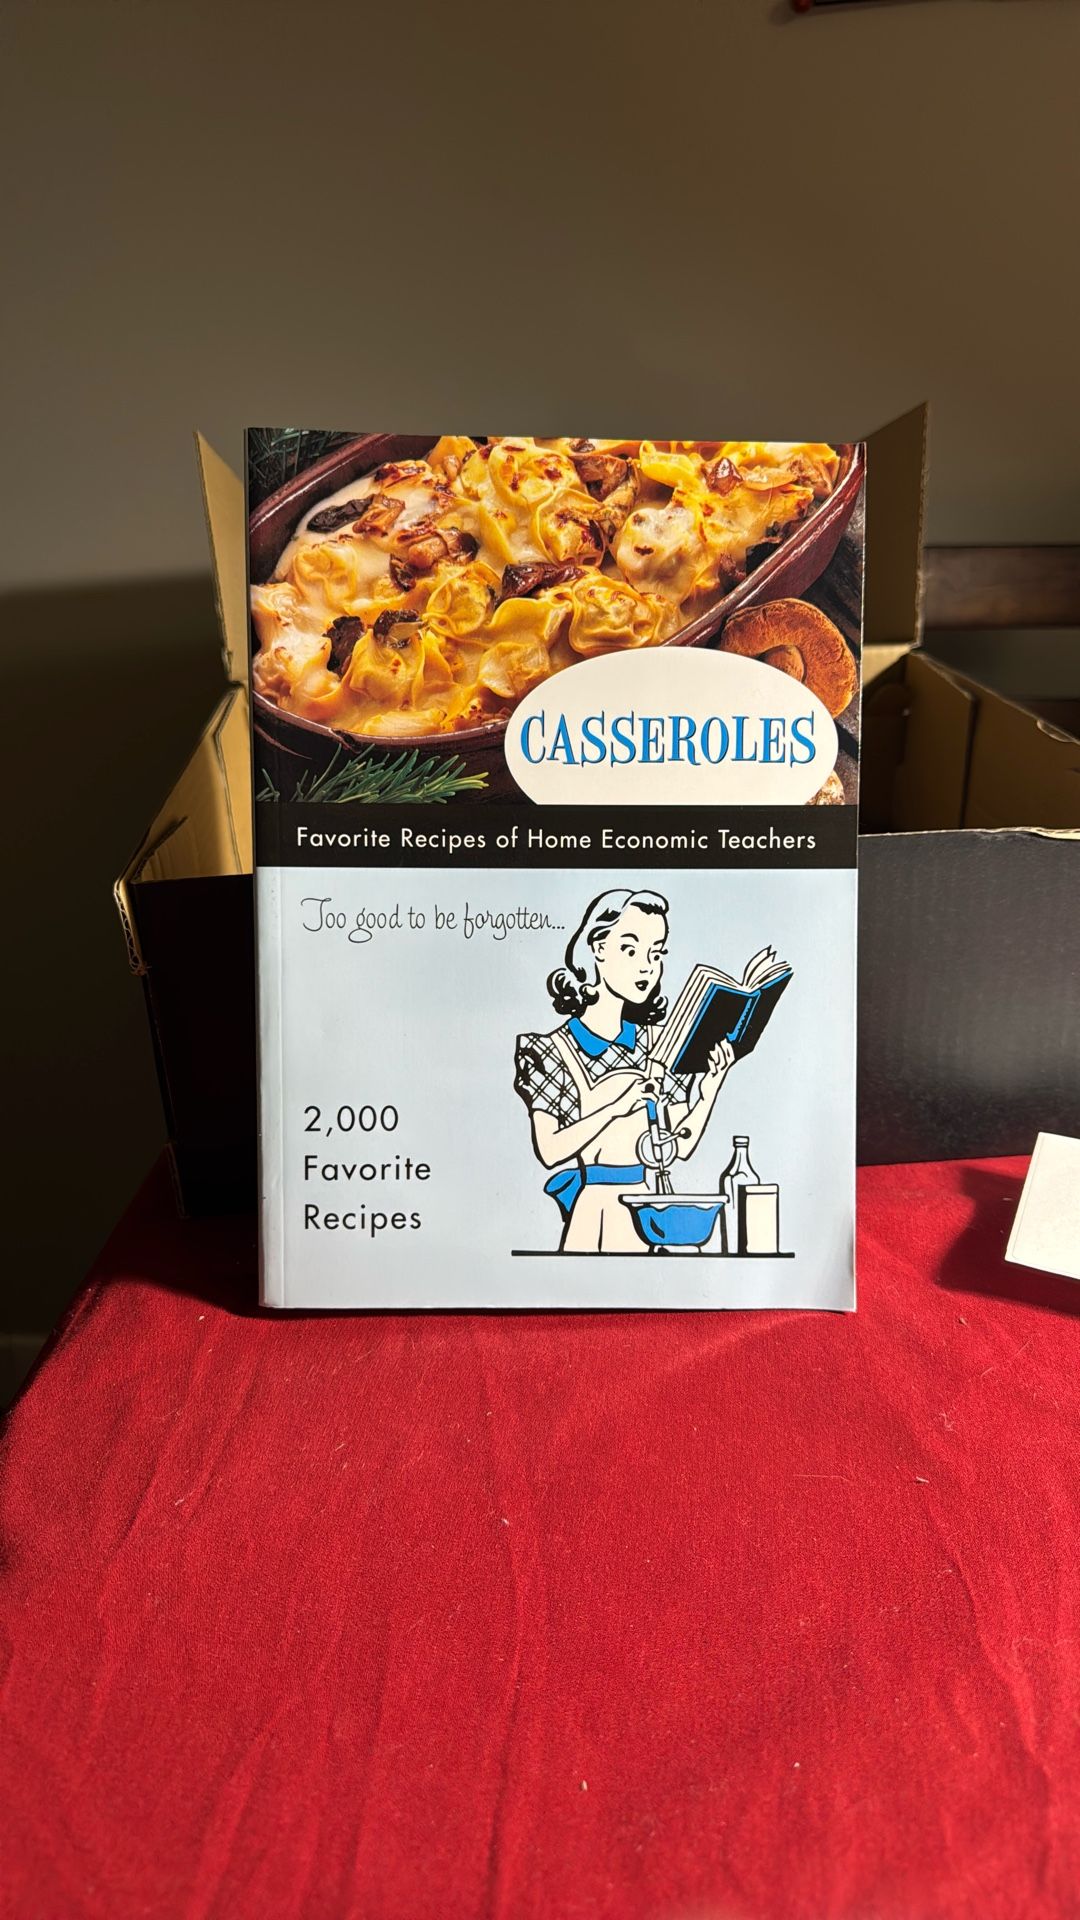 CASSEROLES
Favorite Recipes of Home Economic Teachers
Too good to be forgotten...
2,000
Favorite
Recipes